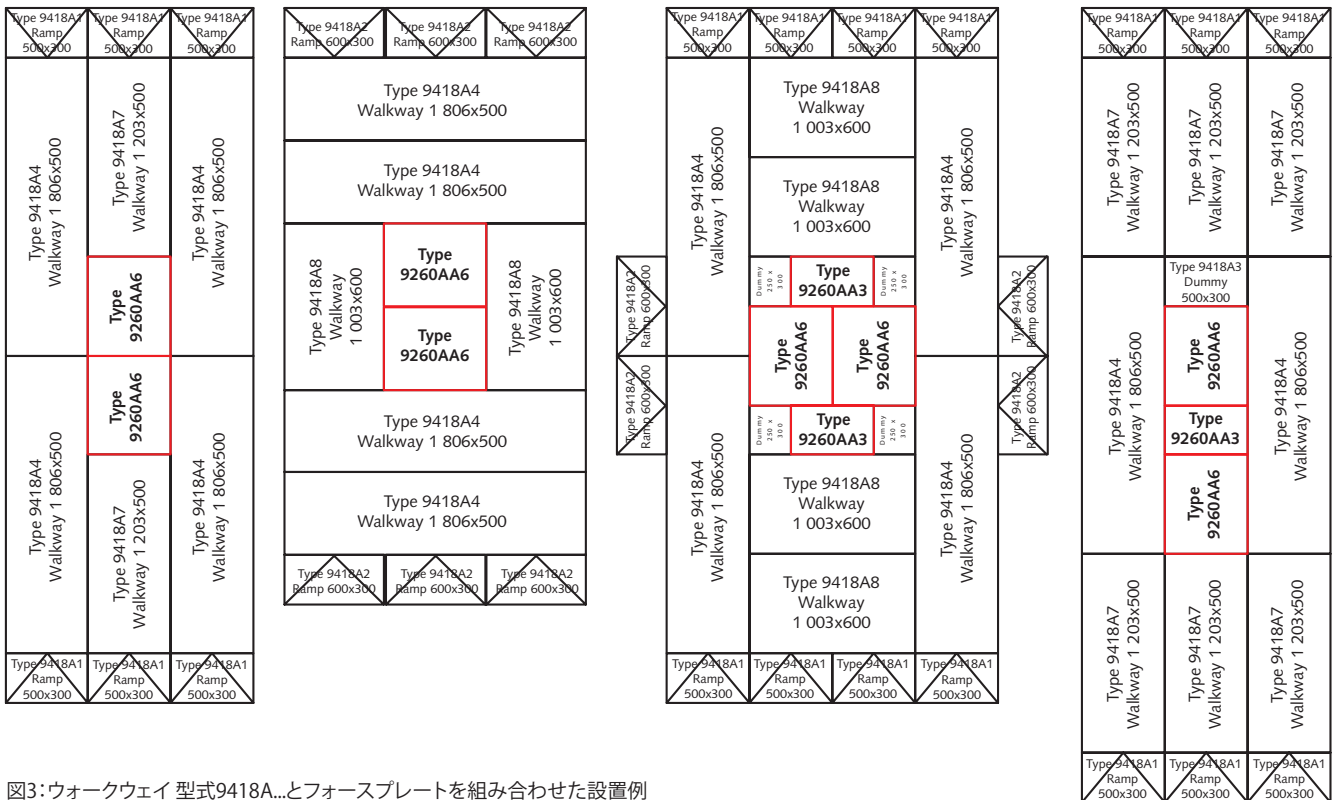 Type 9418A1
Ramp
500x300
Type 9418A1
Ramp
500x300
Type 9418A1
Ramp
500x300
Type 9418A4
Walkway 1 806x500
Type 9418A7
Walkway 1 203x500
Type 9418A4
Walkway 1 806x500
Type
9260AA6
Type
9260AA6
Type 9418A4
Walkway 1 806x500
Type 9418A7
Walkway 1 203x500
Type 9418A4
Walkway 1 806x500
Type 9418A1
Ramp
500x300
Type 9418A1
Ramp
500x300
Type 9418A1
Ramp
500x300
Type 9418A2
Ramp 600x300
Type 9418A2
Ramp 600x300
Type 9418A2
Ramp 600x300
Type 9418A4
Walkway 1 806x500
Type 9418A4
Walkway 1 806x500
Type 9418A8
Walkway
1 003x600
Type
9260AA6
Type
9260AA6
Type 9418A8
Walkway
1 003x600
Type 9418A4
Walkway 1 806x500
Type 9418A4
Walkway 1 806x500
Type 9418A2
Ramp 600x300
Type 9418A2
Ramp 600x300
Type 9418A2
Ramp 600x300
Type 9418A1
Ramp
500x300
Type 9418A1
Ramp
500x300
Type 9418A1
Ramp
500x300
Type 9418A1
Ramp
500x300
Type 9418A4
Walkway 1 806x500
Type 9418A8
Walkway
1 003x600
Type 9418A8
Walkway
1 003x600
Type 9418A4
Walkway 1 806x500
Type 9418A2
Ramp 600x300
Dummy
250 x
300
Type
9260AA3
Dummy
250 x
300
Type 9418A2
Ramp 600x300
Type
9260AA6
Type
9260AA6
Type 9418A2
Ramp 600x300
Dummy
250 x
300
Type
9260AA3
Dummy
250 x
300
Type 9418A2
Ramp 600x300
Type 9418A4
Walkway 1 806x500
Type 9418A8
Walkway
1 003x600
Type 9418A8
Walkway
1 003x600
Type 9418A4
Walkway 1 806x500
Type 9418A1
Ramp
500x300
Type 9418A1
Ramp
500x300
Type 9418A1
Ramp
500x300
Type 9418A1
Ramp
500x300
Type 9418A1
Ramp
500x300
Type 9418A1
Ramp
500x300
Type 9418A1
Ramp
500x300
Type 9418A7
Walkway 1 203x500
Type 9418A7
Walkway 1 203x500
Type 9418A7
Walkway 1 203x500
Type 9418A4
Walkway 1 806x500
Type 9418A3
Dummy
500x300
Type
9260AA6
Type
9260AA3
Type
9260AA6
Type 9418A4
Walkway 1 806x500
Type 9418A7
Walkway 1 203x500
Type 9418A7
Walkway 1 203x500
Type 9418A7
Walkway 1 203x500
Type 9418A1
Ramp
500x300
Type 9418A1
Ramp
500x300
Type 9418A1
Ramp
500x300
図3：ウォークウェイ 型式9418A...とフォースプレートを組み合わせた設置例